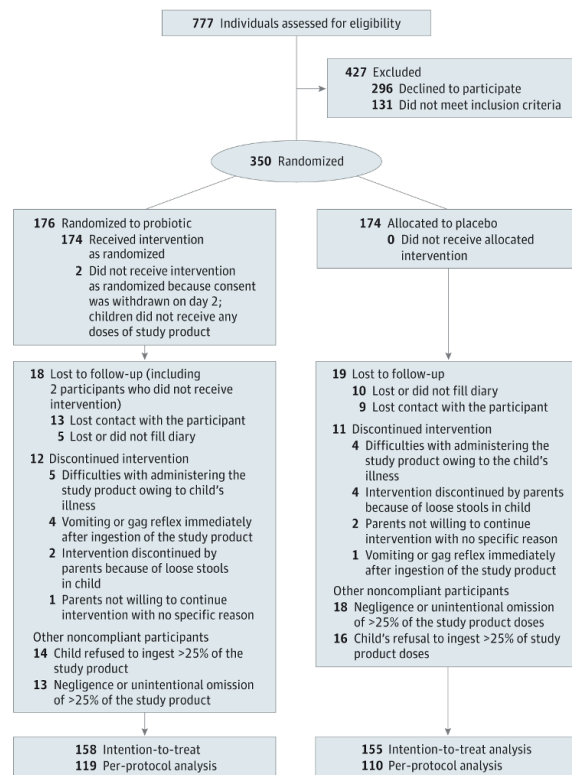 777 Individuals assessed for eligibility
427 Excluded
296 Declined to participate
131 Did not meet inclusion criteria
350 Randomized
176 Randomized to probiotic
174 Received intervention
as randomized
2 Did not receive intervention
as randomized because consent
was withdrawn on day 2;
children did not receive any
doses of study product
174 Allocated to placebo
0 Did not receive allocated
intervention
18 Lost to follow-up (including
2 participants who did not receive
intervention)
13 Lost contact with the participant
5 Lost or did not fill diary
12 Discontinued intervention
5 Difficulties with administering the
study product owing to child's
illness
4 Vomiting or gag reflex immediately
after ingestion of the study product
2 Intervention discontinued by
parents because of loose stools
in child
1 Parents not willing to continue
intervention with no specific reason
Other noncompliant participants
14 Child refused to ingest >25% of the
study product
13 Negligence or unintentional omission
of >25% of the study product
19 Lost to follow-up
10 Lost or did not fill diary
9 Lost contact with the participant
11 Discontinued intervention
4 Difficulties with administering the
study product owing to the child's
illness
4 Intervention discontinued by parents
because of loose stools in child
2 Parents not willing to continue
intervention with no specific reason
1 Vomiting or gag reflex immediately
after ingestion of the study product
Other noncompliant participants
18 Negligence or unintentional omission
of >25% of the study product doses
16 Child's refusal to ingest >25% of study
product doses
158 Intention-to-treat
119 Per-protocol analysis
155 Intention-to-treat analysis
110 Per-protocol analysis